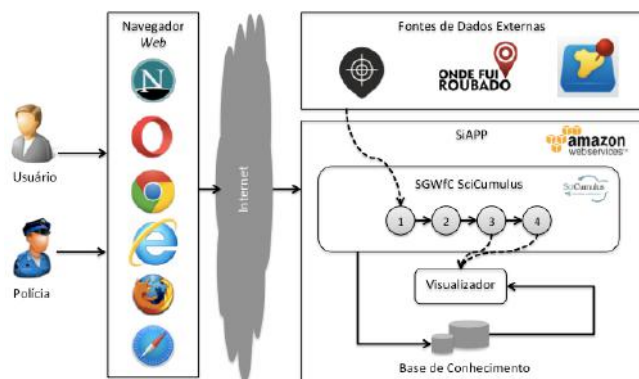 Navegador
Web
N
Usuário
Polícia
Internet
Fontes de Dados Externas
ONDE FUI
ROUBADO
SiAPP
amazon
webservices™
SGWfC SciCumulus
SciCumulus
1
2
3
4
Visualizador
Base de Conhecimento